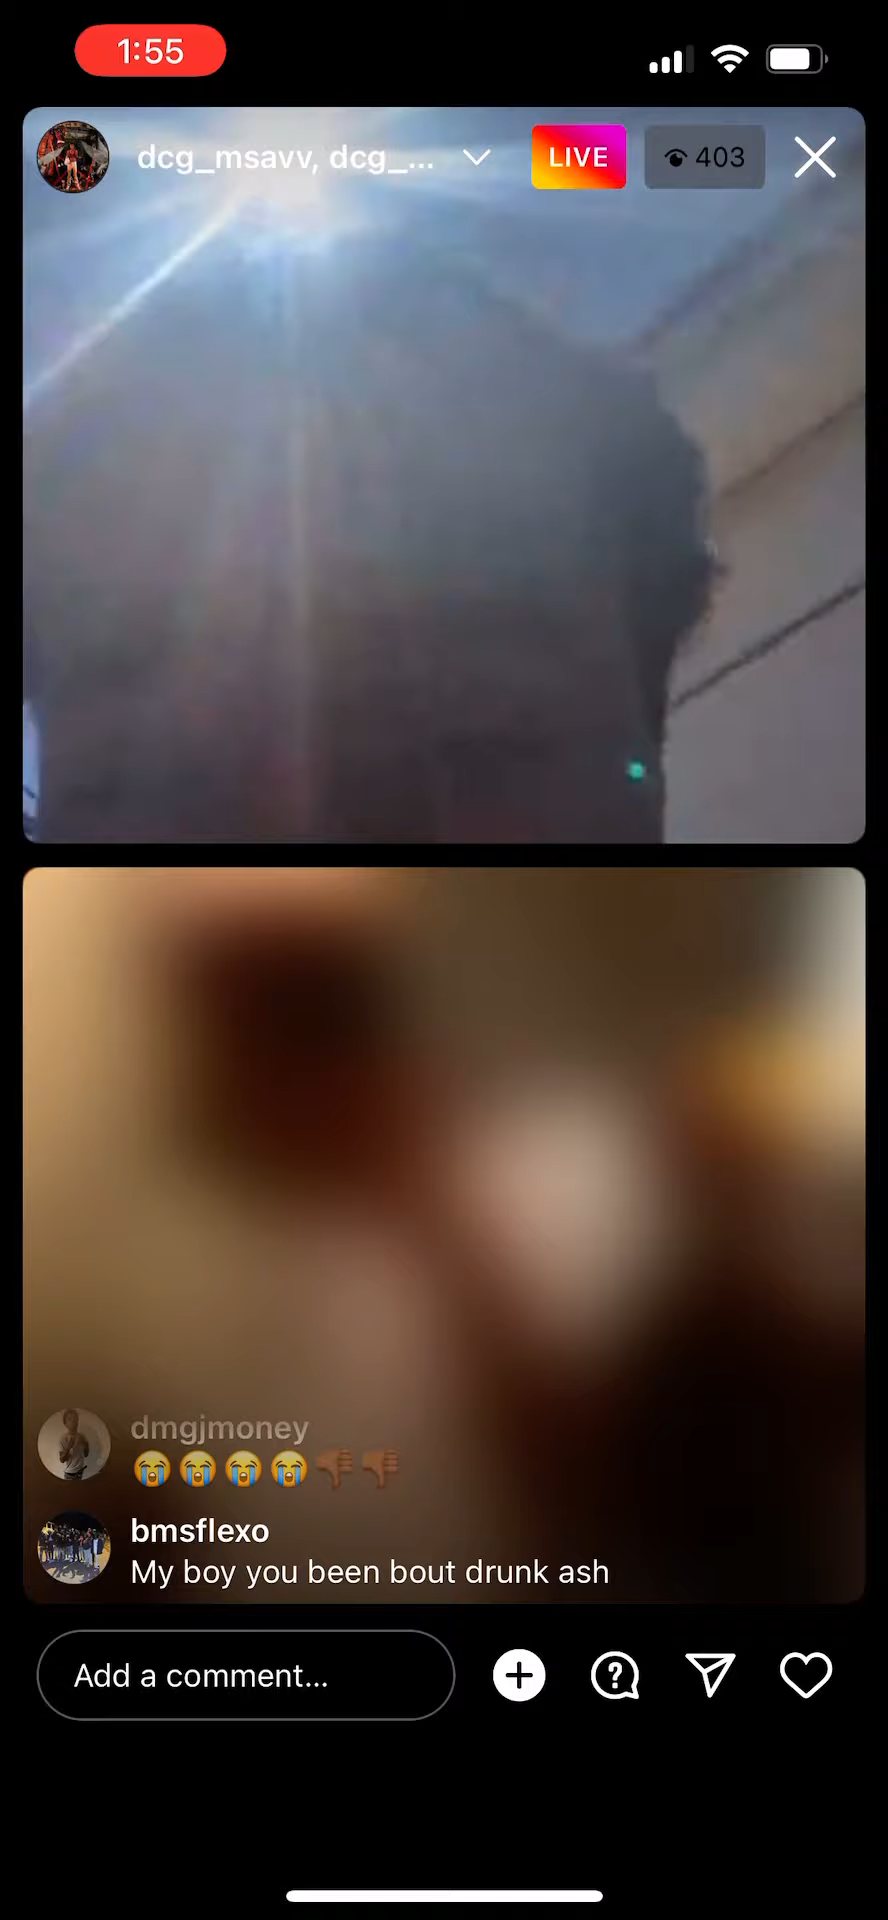 1:55
dcg_msavv, dcg_...
LIVE
403
dmgjmoney
😭😭😭😭👎🏾👎🏾
bmsflexo
My boy you been bout drunk ash
Add a comment...